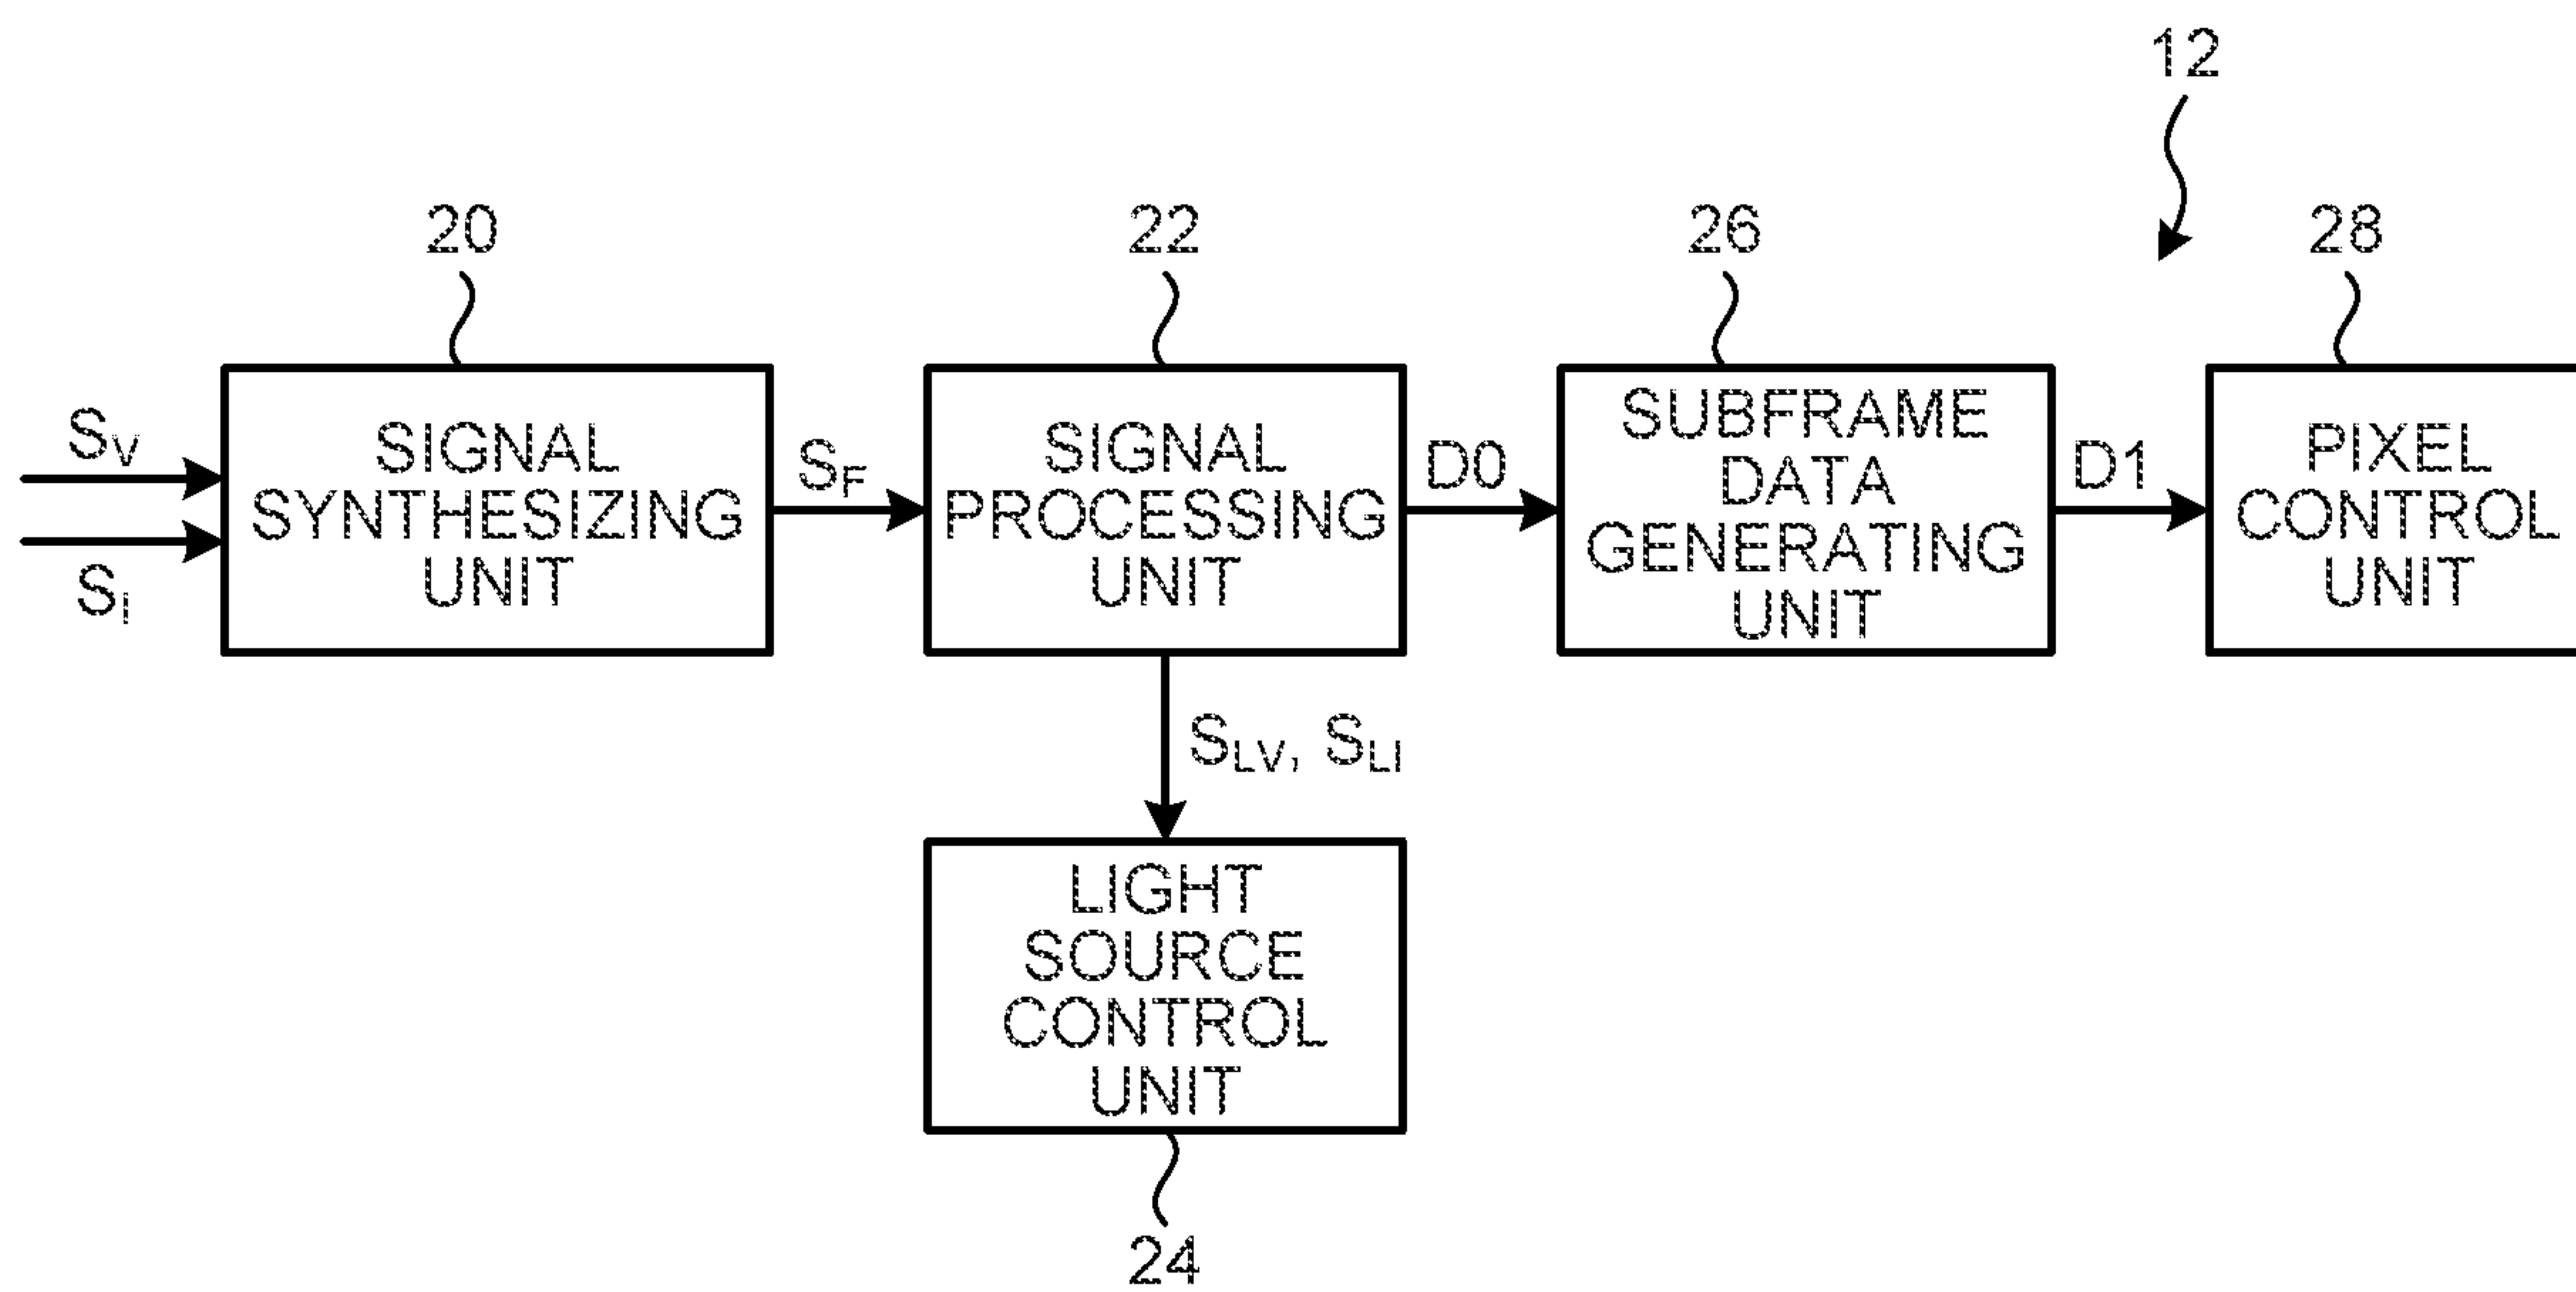 12
20
22
26
28
SV
SI
SIGNAL
SYNTHESIZING
UNIT
SF
SIGNAL
PROCESSING
UNIT
D0
SUBFRAME
DATA
GENERATING
UNIT
D1
PIXEL
CONTROL
UNIT
SLV, SLI
LIGHT
SOURCE
CONTROL
UNIT
24